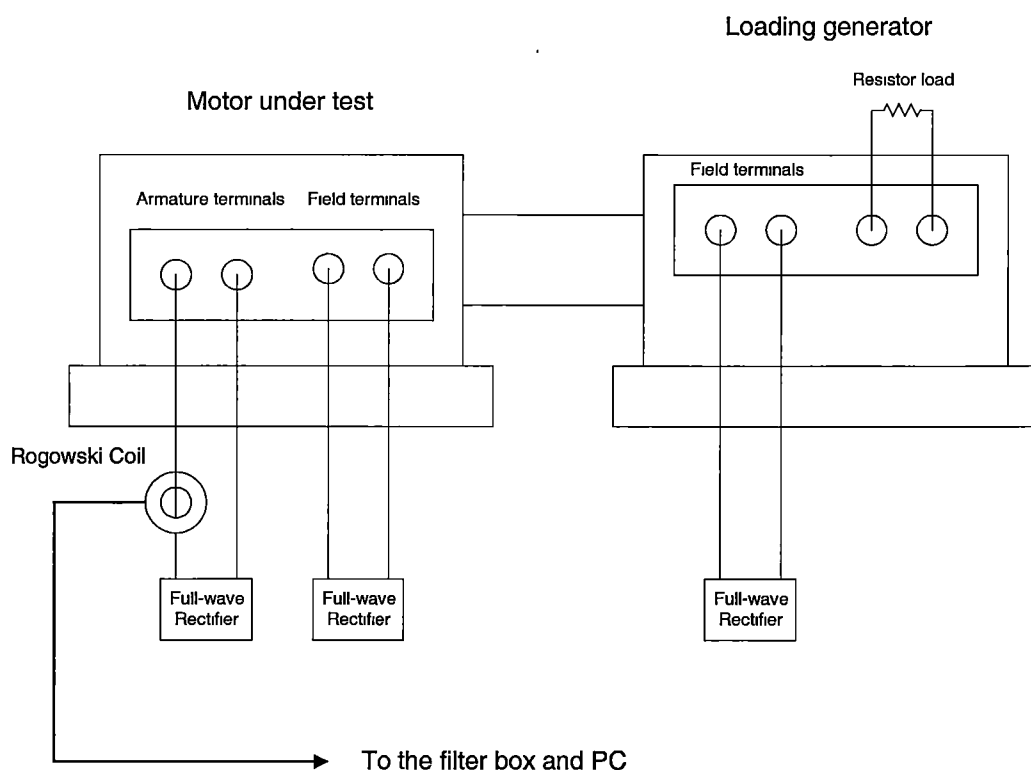 Loading generator
Resistor load
Motor under test
Field terminals
Armature terminals
Field terminals
Rogowski Coil
Full-wave
Rectifier
Full-wave
Rectifier
Full-wave
Rectifier
To the filter box and PC